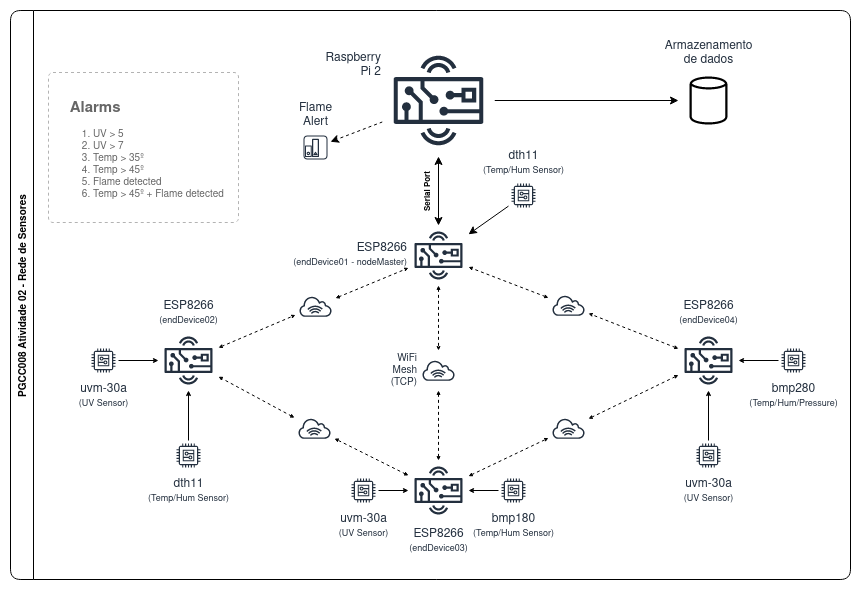 PGCC008 Atividade 02 - Rede de Sensores
Armazenamento
de dados
Raspberry
Pi 2
Alarms
1. UV > 5
2. UV > 7
3. Temp > 35º
4. Temp > 45º
5. Flame detected
6. Temp > 45º + Flame detected
Flame
Alert
dth11
(Temp/Hum Sensor)
Serial Port
ESP8266
(endDevice01 - nodeMaster)
ESP8266
(endDevice02)
ESP8266
(endDevice04)
WiFi
Mesh
(TCP)
uvm-30a
(UV Sensor)
bmp280
(Temp/Hum/Pressure)
dth11
(Temp/Hum Sensor)
uvm-30a
(UV Sensor)
uvm-30a
(UV Sensor)
bmp180
(Temp/Hum Sensor)
ESP8266
(endDevice03)